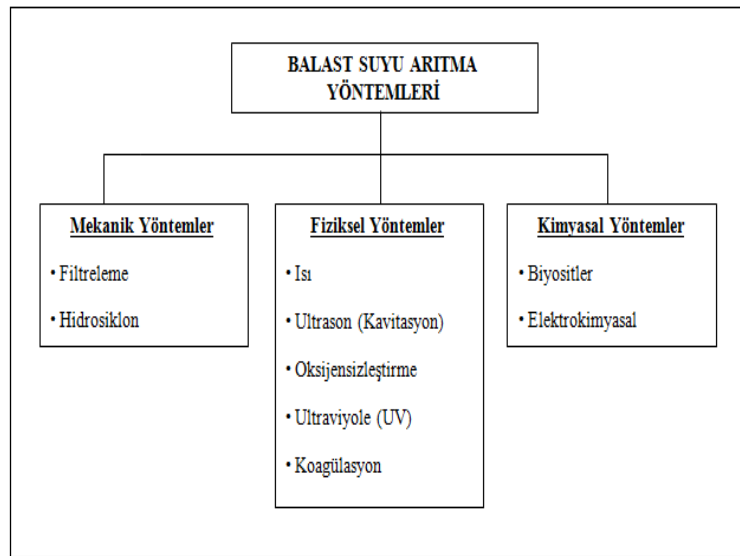 BALAST SUYU ARITMA
YÖNTEMLERİ
Mekanik Yöntemler
• Filtreleme
• Hidrosiklon
Fiziksel Yöntemler
• Isı
• Ultrason (Kavitasyon)
• Oksijensizleştirme
• Ultraviyole (UV)
• Koagülasyon
Kimyasal Yöntemler
• Biyositler
• Elektrokimyasal